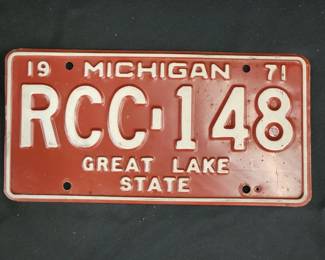 19 MICHIGAN 71
RCC-148
GREAT LAKE
STATE